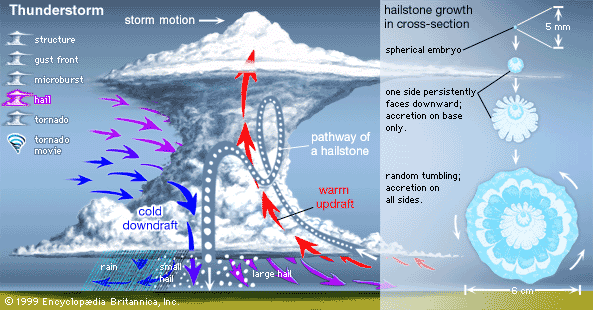 Thunderstorm
structure
gust front
microburst
hail
tornado
tornado
movie
storm motion
pathway of
a hailstone
warm
updraft
cold
downdraft
rain
small
hail
large hail
© 1999 Encyclopædia Britannica, Inc.
hailstone growth
in cross-section
5 mm
spherical embryo
one side persistently
faces downward;
accretion on base
only.
random tumbling;
accretion on
all sides.
6 cm